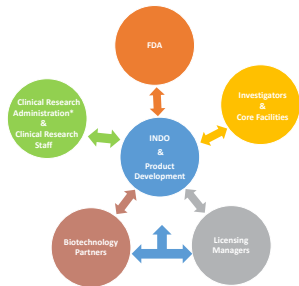 FDA
Investigators
&
Core Facilities
Clinical Research
Administration*
&
Clinical Research
Staff
INDO
&
Product
Development
Biotechnology
Partners
Licensing
Managers